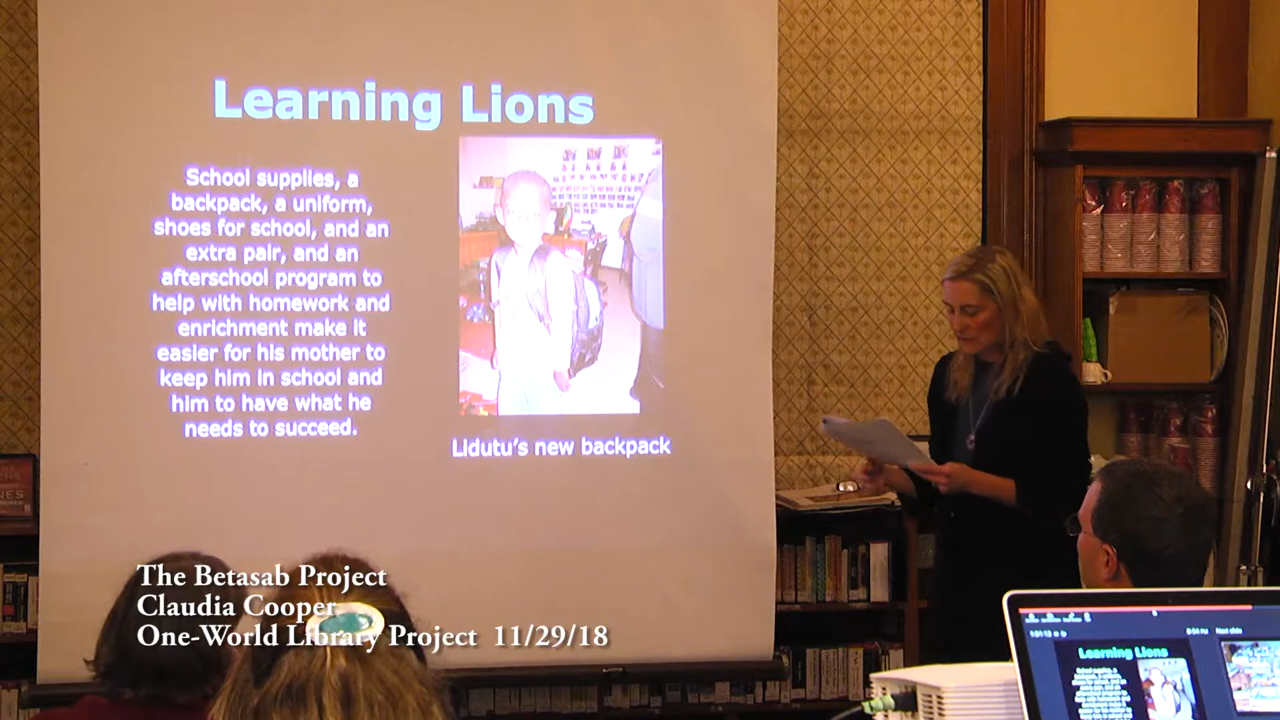 Learning Lions
School supplies, a
backpack, a uniform,
shoes for school, and an
extra pair, and an
afterschool program to
help with homework and
enrichment make it
easier for his mother to
keep him in school and
him to have what he
needs to succeed.
Lidutu's new backpack
The Betasab Project
Claudia Cooper
One-World Library Project 11/29/18
Next slide
Learning Lions